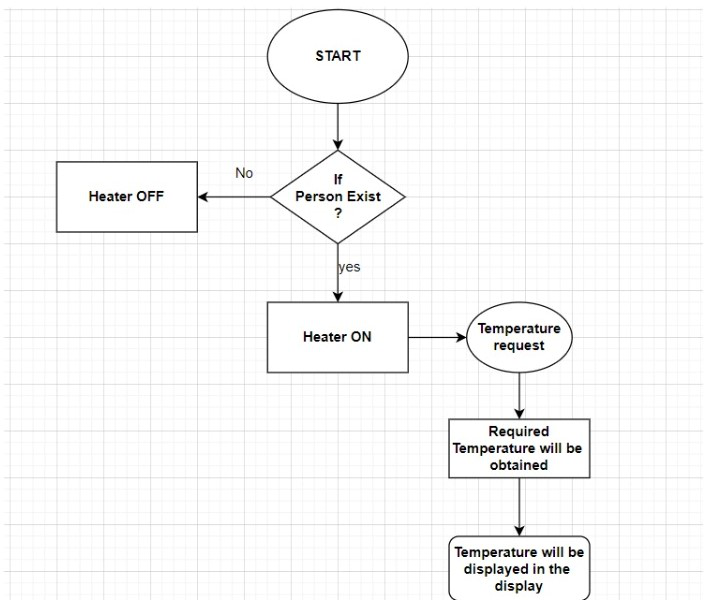 START
No
Heater OFF
If
Person Exist
?
yes
Heater ON
Temperature
request
Required
Temperature will be
obtained
Temperature will be
displayed in the
display